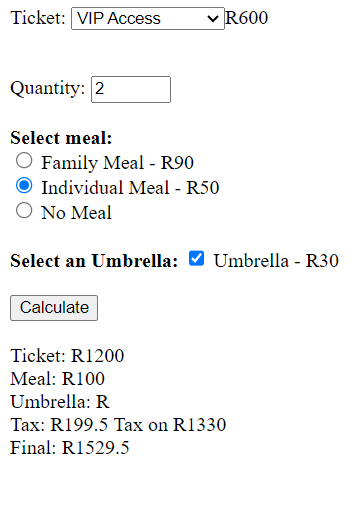 Ticket: VIP Access R600
Quantity: 2
Select meal:
Family Meal - R90
Individual Meal - R50
No Meal
Select an Umbrella: Umbrella - R30
Calculate
Ticket: R1200
Meal: R100
Umbrella: R
Tax: R199.5 Tax on R1330
Final: R1529.5